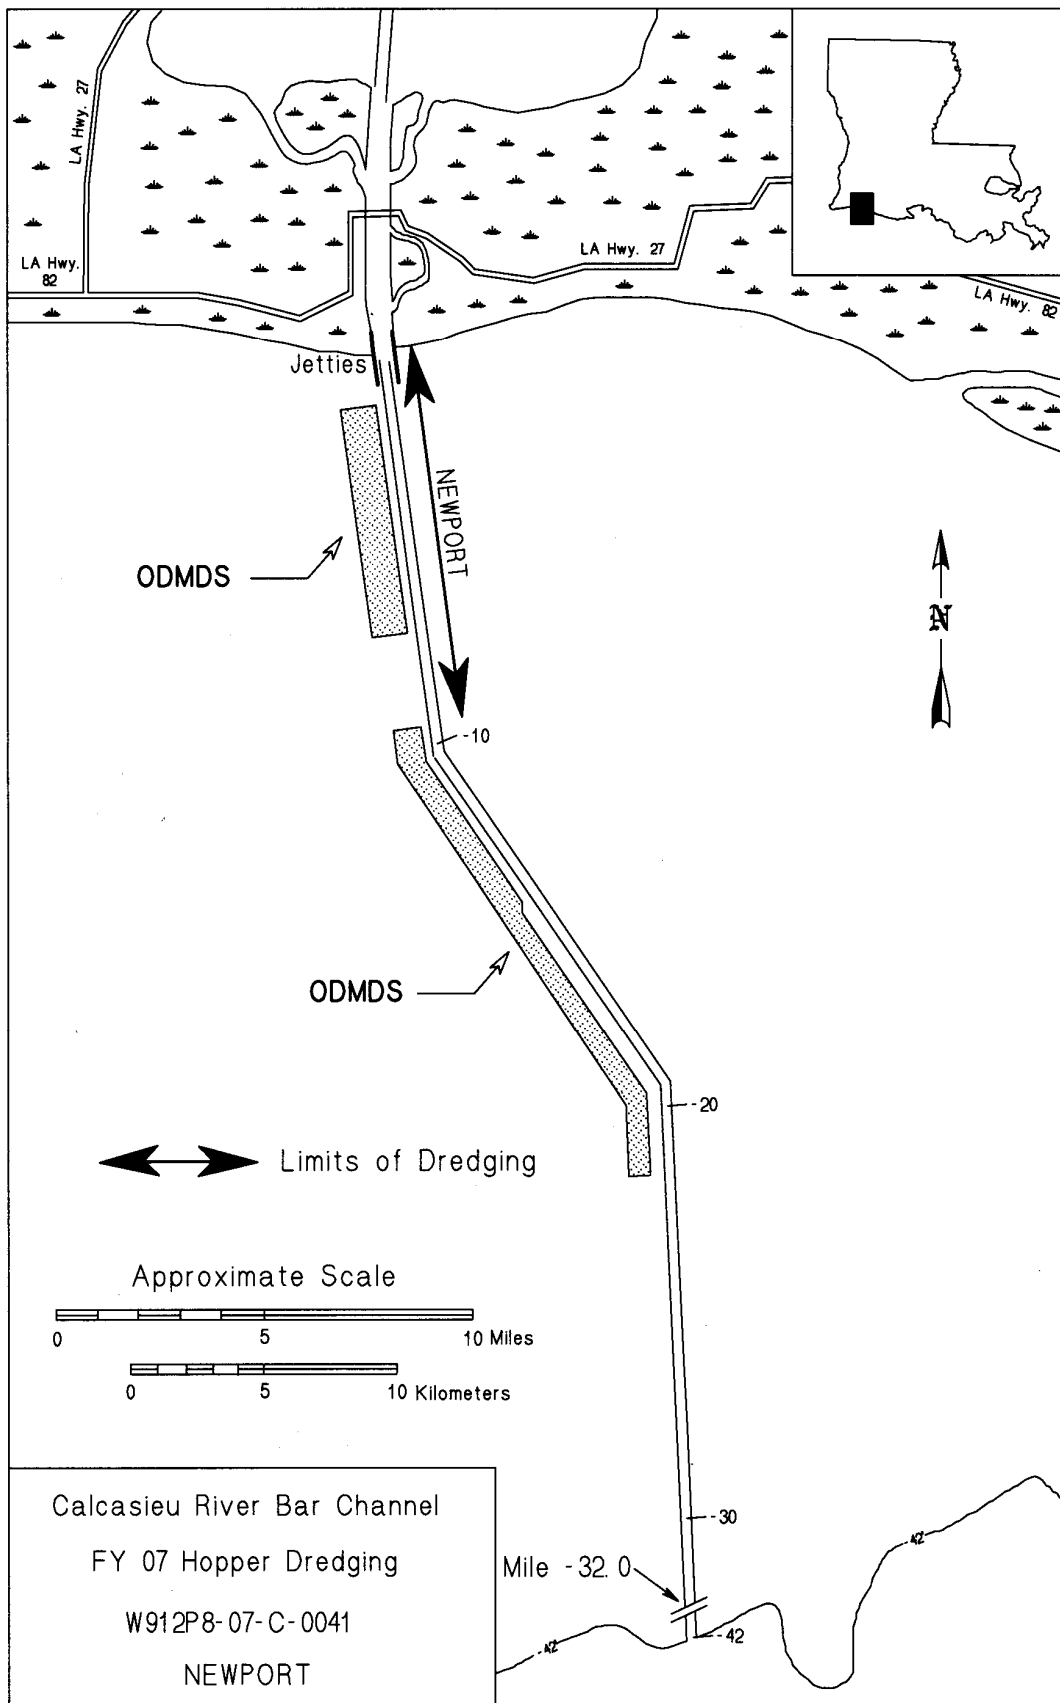 LA Hwy. 27
LA Hwy.
82
LA Hwy. 27
LA Hwy. 82
Jetties
NEWPORT
ODMDS
N
-10
ODMDS
-20
Limits of Dredging
Approximate Scale
0 5 10 Miles
0 5 10 Kilometers
-30
-42'
Mile -32.0
-42
-42'
-42'
Calcasieu River Bar Channel
FY 07 Hopper Dredging
W912P8-07-C-0041
NEWPORT